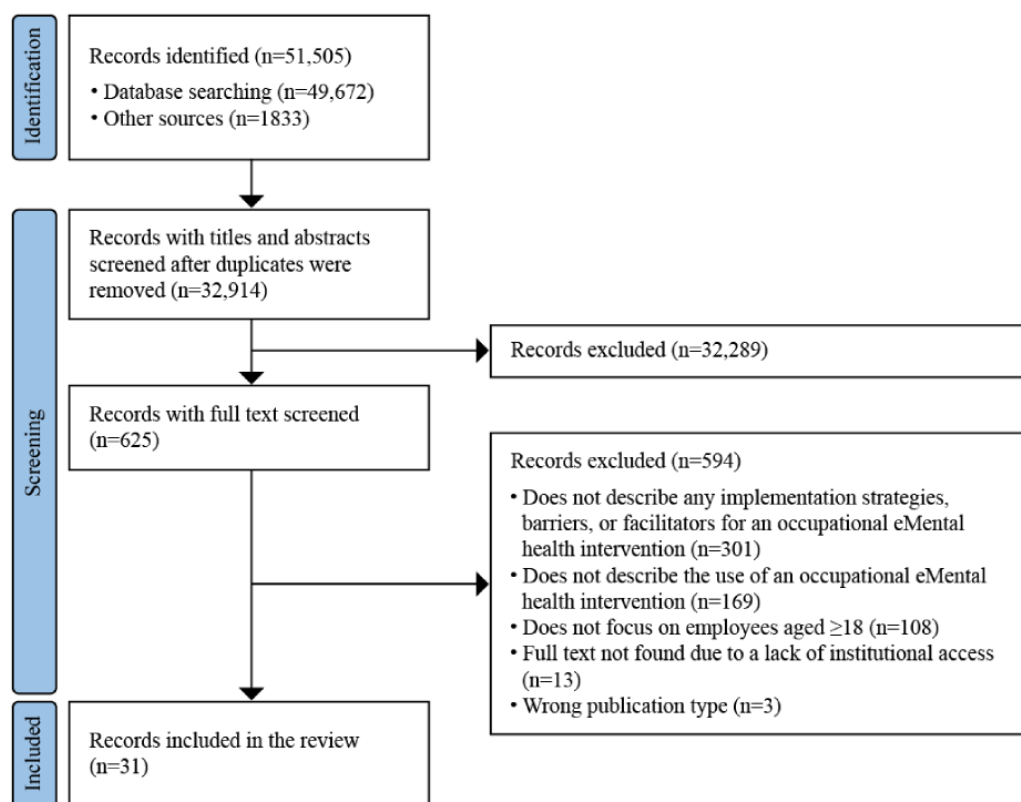 Identification
Records identified (n=51,505)
• Database searching (n=49,672)
• Other sources (n=1833)
Screening
Records with titles and abstracts
screened after duplicates were
removed (n=32,914)
Records excluded (n=32,289)
Records with full text screened
(n=625)
Records excluded (n=594)
• Does not describe any implementation strategies,
barriers, or facilitators for an occupational eMental
health intervention (n=301)
• Does not describe the use of an occupational eMental
health intervention (n=169)
• Does not focus on employees aged ≥18 (n=108)
• Full text not found due to a lack of institutional access
(n=13)
• Wrong publication type (n=3)
Included
Records included in the review
(n=31)